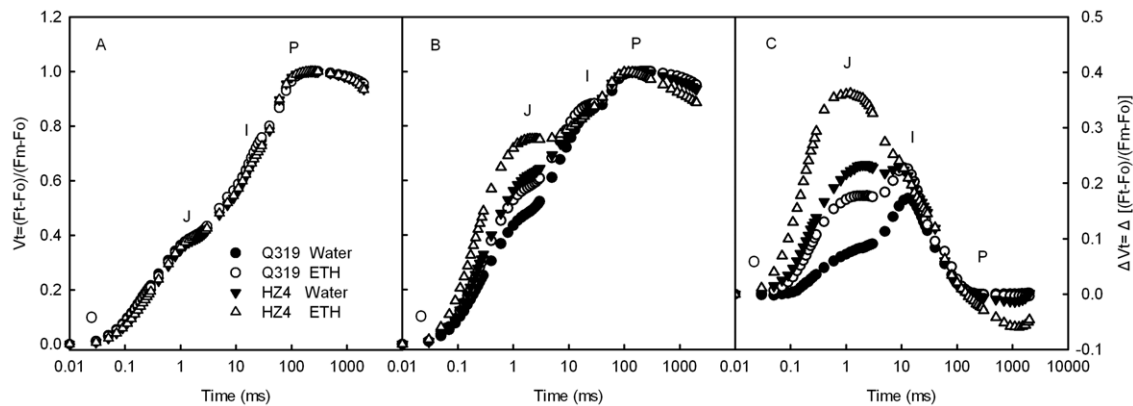 A
B
C
P
P
J
I
I
J
I
J
P
O
O
O
Q319 Water
Q319 ETH
HZ4 Water
HZ4 ETH
Vt=(Ft-Fo)/(Fm-Fo)
1.2
1.0
0.8
0.6
0.4
0.2
0.0
0.5
0.4
0.3
0.2
0.1
0.0
-0.1
Δ Vt= Δ [(Ft-Fo)/(Fm-Fo)]
0.01 0.1 1 10 100 1000 0.01 0.1 1 10 100 1000 0.01 0.1 1 10 100 1000 10000
Time (ms) Time (ms) Time (ms)